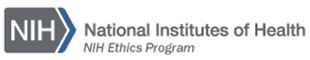 NIH
National Institutes of Health
NIH Ethics Program